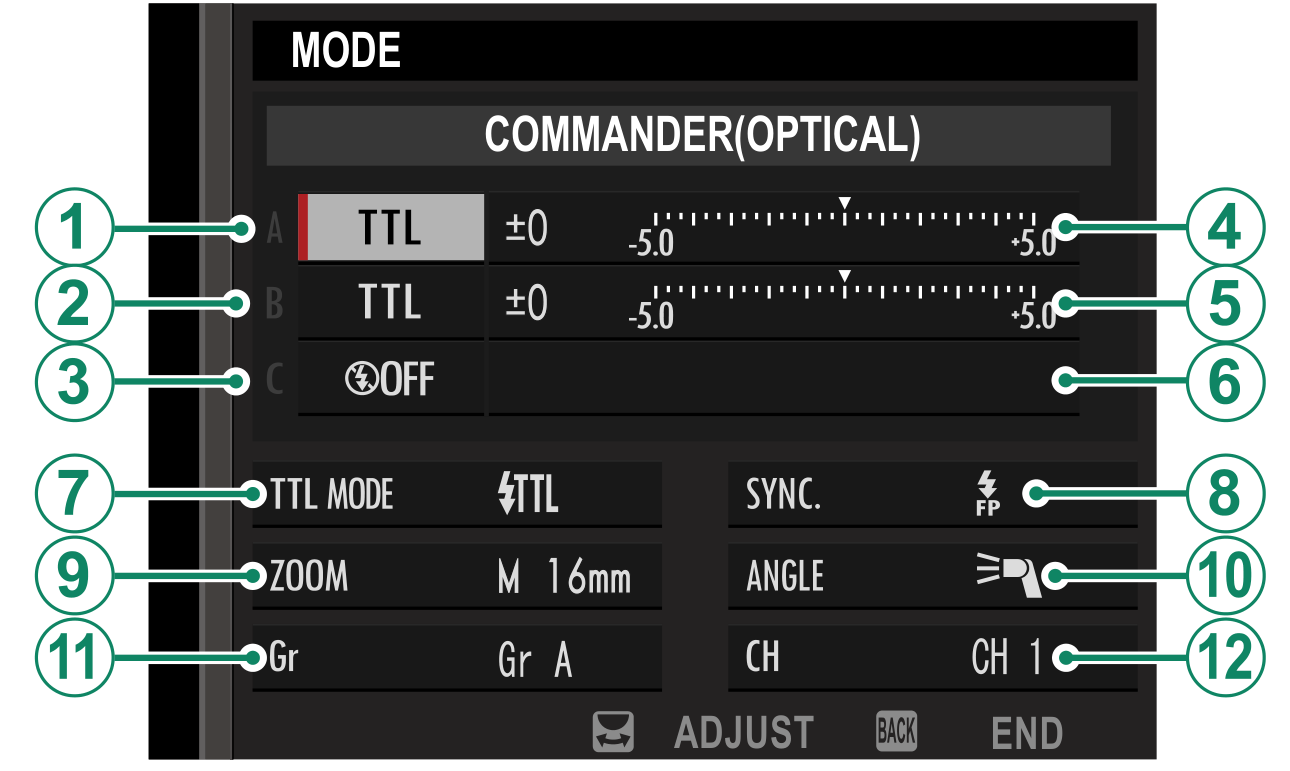 MODE
COMMANDER(OPTICAL)
1 A TTL ±0 -5.0 +5.0 4
2 B TTL ±0 -5.0 +5.0 5
3 C OFF 6
7 TTL MODE TTL SYNC. FP 8
9 ZOOM M 16mm ANGLE 10
11 Gr Gr A CH CH 1 12
ADJUST BACK END